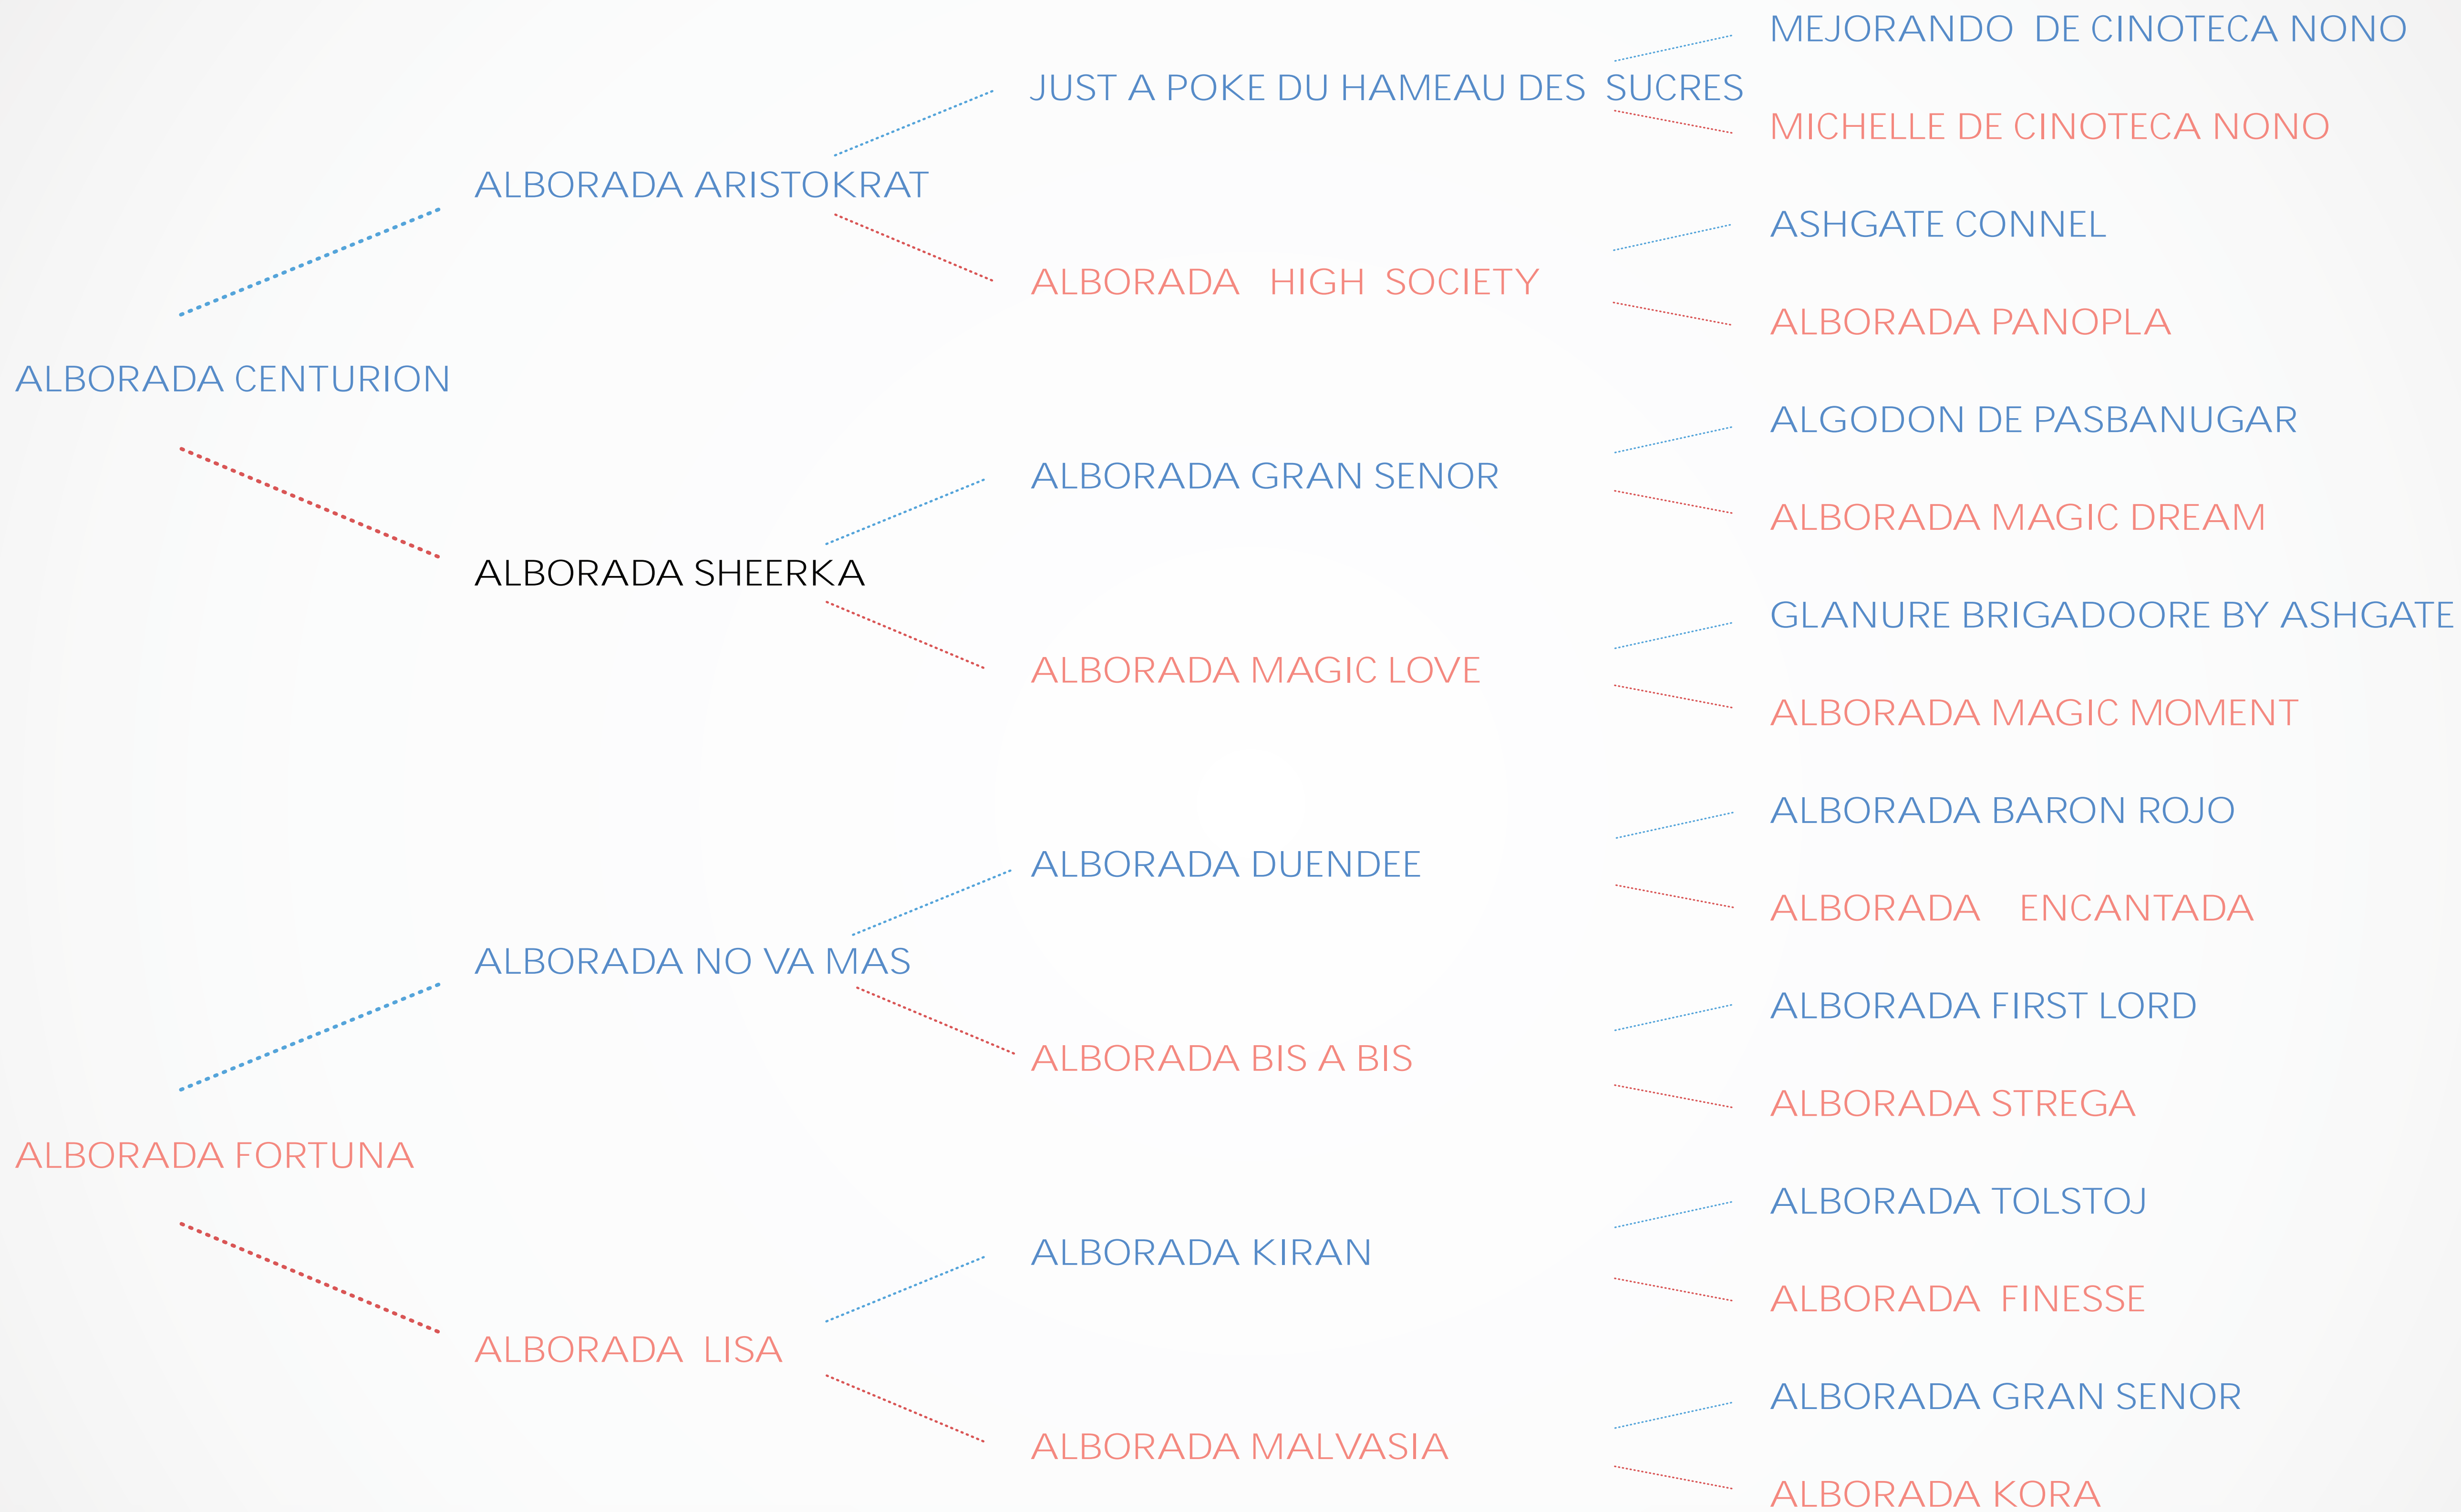 MEJORANDO DE CINOTECA NONO
JUST A POKE DU HAMEAU DES SUCRES
MICHELLE DE CINOTECA NONO
ALBORADA ARISTOKRAT
ASHGATE CONNEL
ALBORADA HIGH SOCIETY
ALBORADA PANOPLA
ALBORADA CENTURION
ALGODON DE PASBANUGAR
ALBORADA GRAN SENOR
ALBORADA MAGIC DREAM
ALBORADA SHEERKA
GLANURE BRIGADOORE BY ASHGATE
ALBORADA MAGIC LOVE
ALBORADA MAGIC MOMENT
ALBORADA BARON ROJO
ALBORADA DUENDEE
ALBORADA ENCANTADA
ALBORADA NO VA MAS
ALBORADA FIRST LORD
ALBORADA BIS A BIS
ALBORADA STREGA
ALBORADA FORTUNA
ALBORADA TOLSTOJ
ALBORADA KIRAN
ALBORADA FINESSE
ALBORADA LISA
ALBORADA GRAN SENOR
ALBORADA MALVASIA
ALBORADA KORA